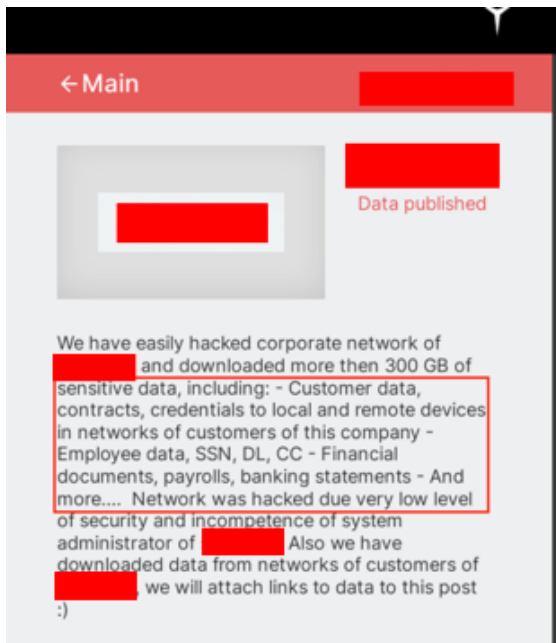 ←Main
Data published
We have easily hacked corporate network of
and downloaded more then 300 GB of
sensitive data, including: - Customer data,
contracts, credentials to local and remote devices
in networks of customers of this company -
Employee data, SSN, DL, CC - Financial
documents, payrolls, banking statements - And
more.... Network was hacked due very low level
of security and incompetence of system
administrator of Also we have
downloaded data from networks of customers of
, we will attach links to data to this post
:)